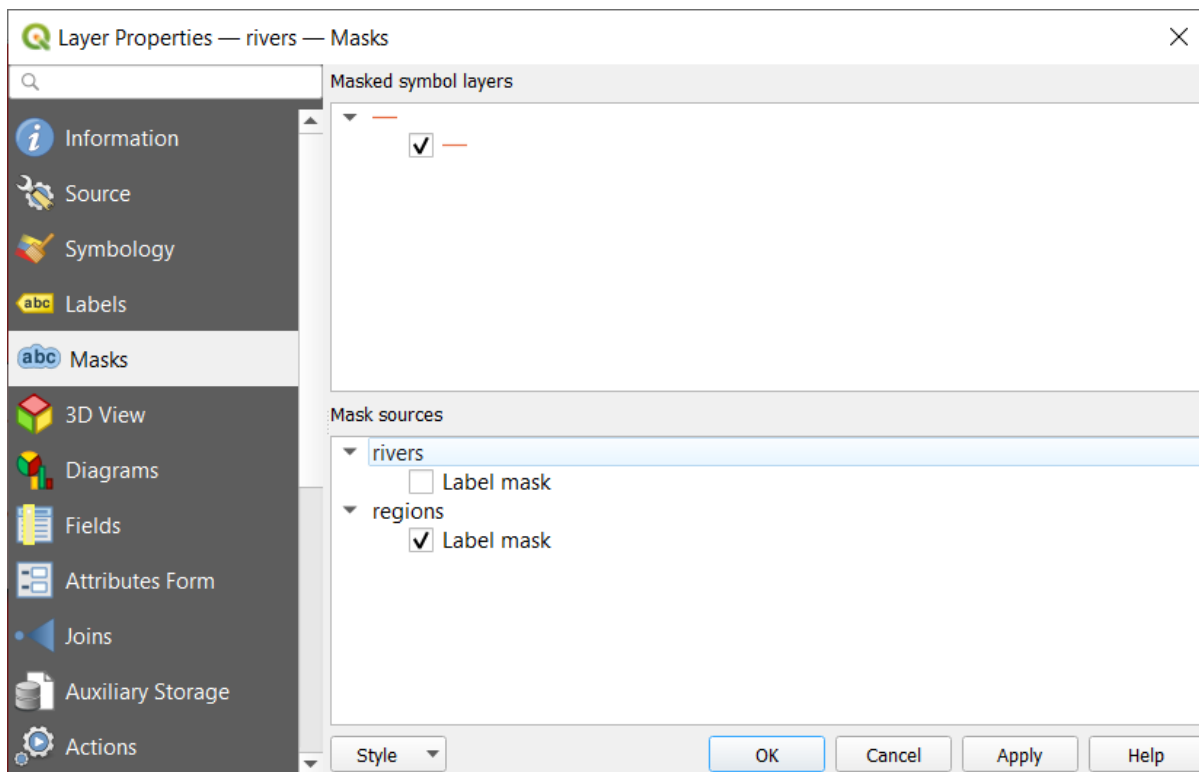 Layer Properties — rivers — Masks
Masked symbol layers
Information
Source
Symbology
abc Labels
abc Masks
3D View
Diagrams
Fields
Attributes Form
Joins
Auxiliary Storage
Actions
Mask sources
rivers
Label mask
regions
Label mask
Style
OK
Cancel
Apply
Help